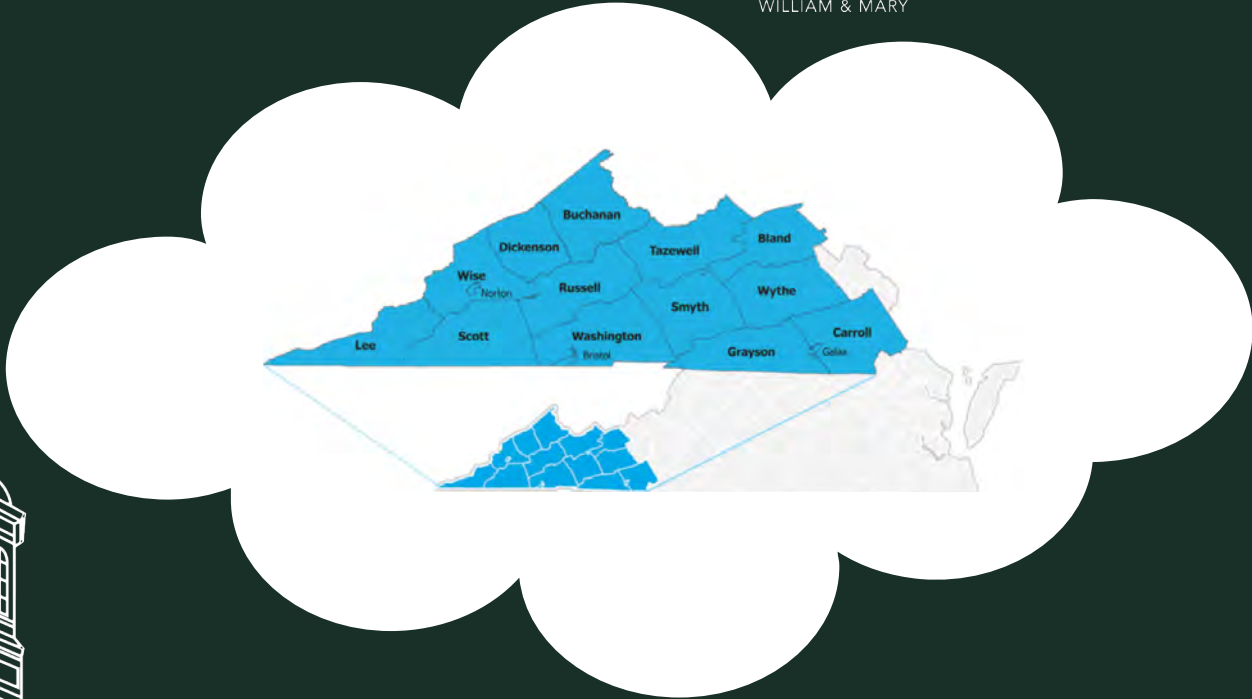 WILLIAM & MARY
Buchanan
Dickenson
Tazewell
Bland
Wise
Norton
Russell
Wythe
Smyth
Scott
Washington
Carroll
Lee
Bristol
Grayson
Galax